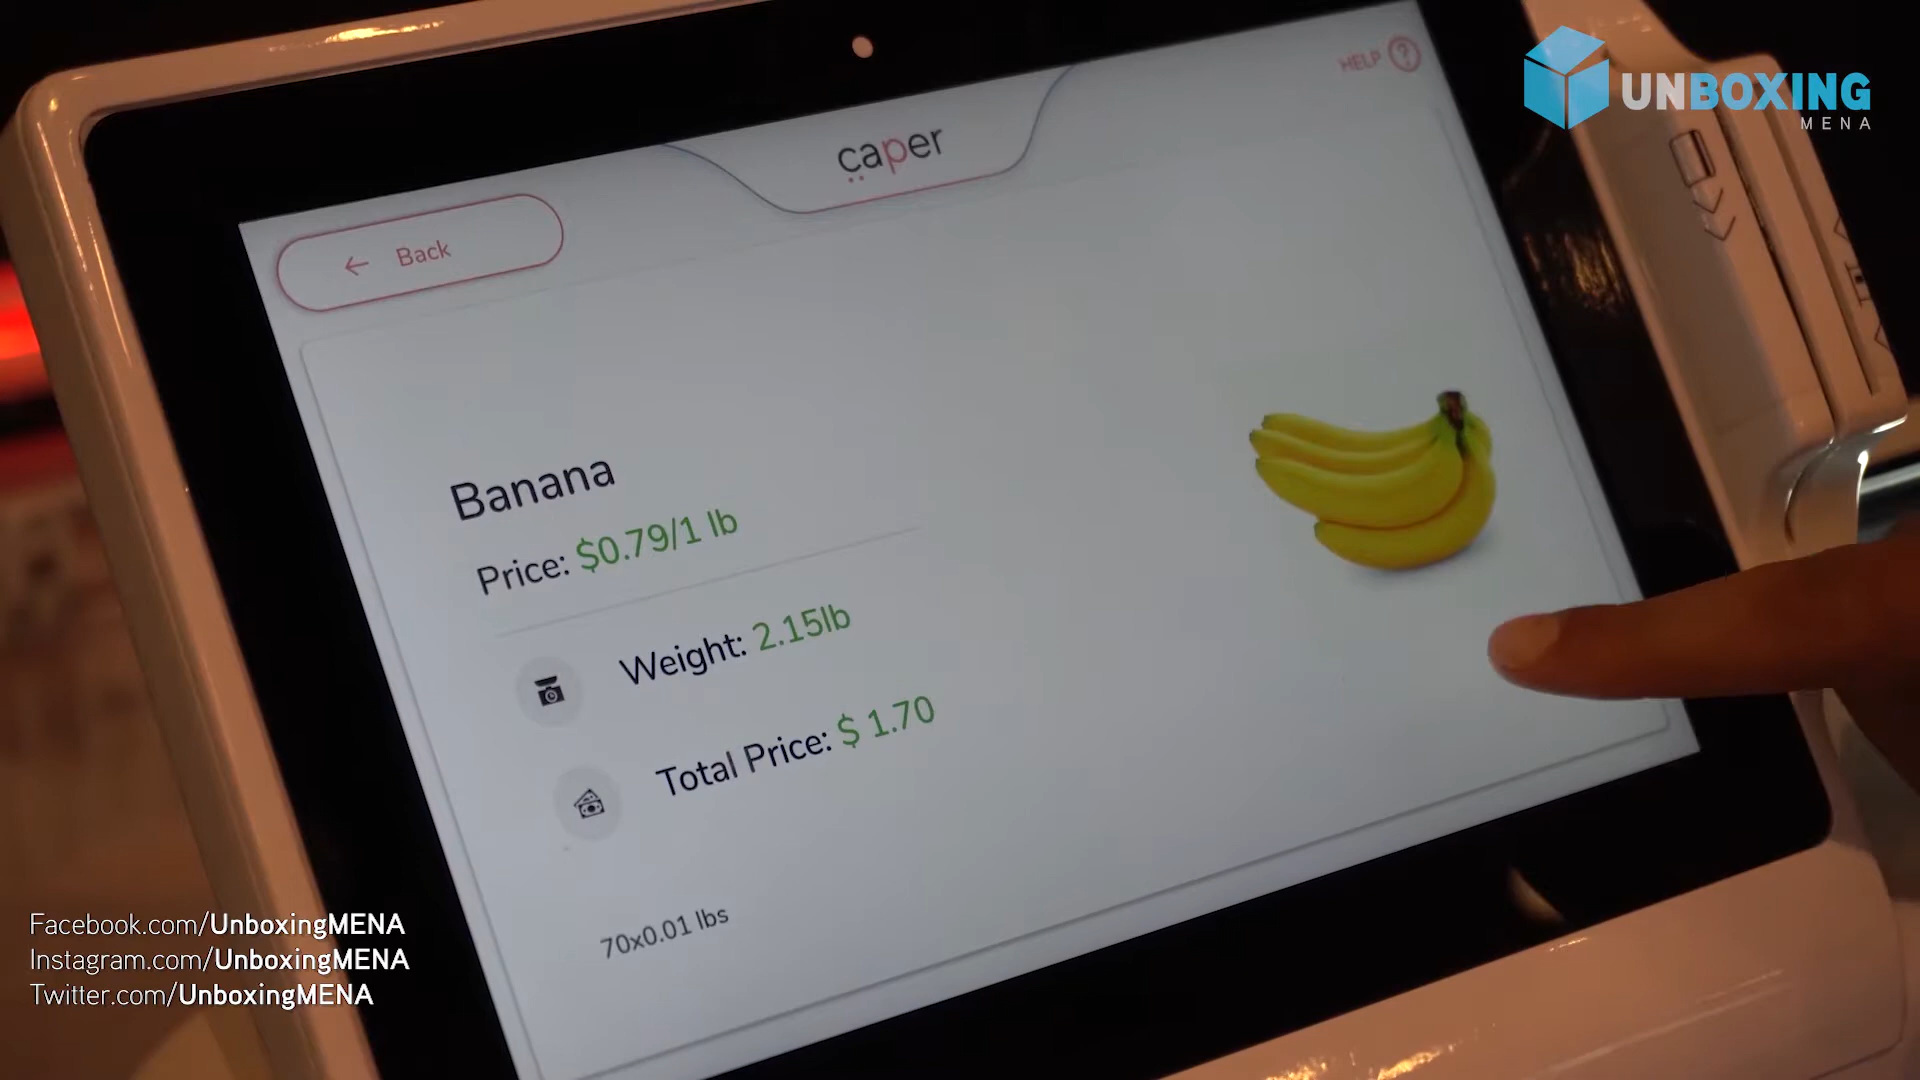 UNBOXING
MENA
HELP ?
caper
← Back
Banana
Price: $0.79/1 lb
Weight: 2.15lb
Total Price: $ 1.70
70x0.01 lbs
Facebook.com/UnboxingMENA
Instagram.com/UnboxingMENA
Twitter.com/UnboxingMENA